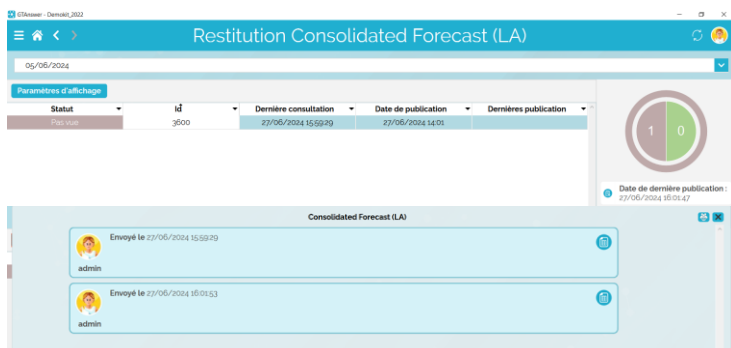 GTAnswer - Demokit_2022
Restitution Consolidated Forecast (LA)
05/06/2024
Paramètres d'affichage
Statut Id Dernière consultation Date de publication Dernières publication
Pas vue 3600 27/06/2024 15:59:29 27/06/2024 14:01
1 0
Date de dernière publication :
27/06/2024 16:01:47
Consolidated Forecast (LA)
Envoyé le 27/06/2024 15:59:29
admin
Envoyé le 27/06/2024 16:01:53
admin